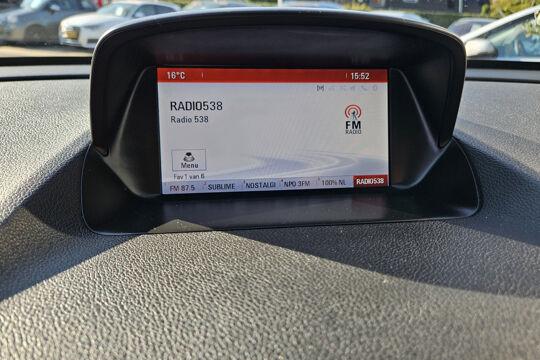 16°C 15:52
RADIO538
Radio 538
FM
RADIO
Menu
Fav 1 van 6
FM 87.5 SUBLIME NOSTALGI NPO 3FM 100% NL RADIO538